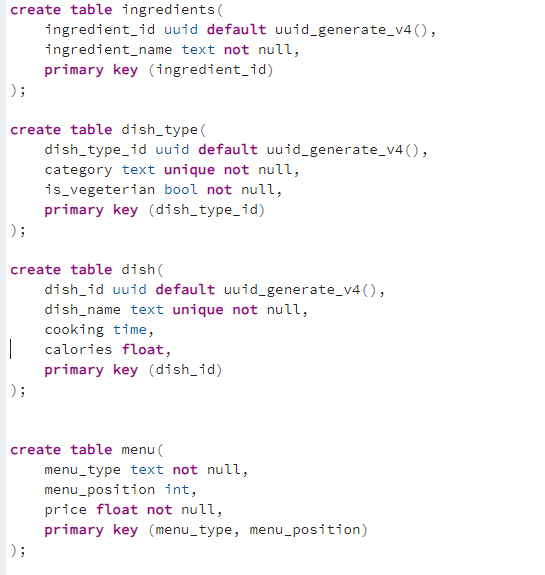 create table ingredients(
ingredient_id uuid default uuid_generate_v4(),
ingredient_name text not null,
primary key (ingredient_id)
);
create table dish_type(
dish_type_id uuid default uuid_generate_v4(),
category text unique not null,
is_vegeterian bool not null,
primary key (dish_type_id)
);
create table dish(
dish_id uuid default uuid_generate_v4(),
dish_name text unique not null,
cooking time,
calories float,
primary key (dish_id)
);
create table menu(
menu_type text not null,
menu_position int,
price float not null,
primary key (menu_type, menu_position)
);